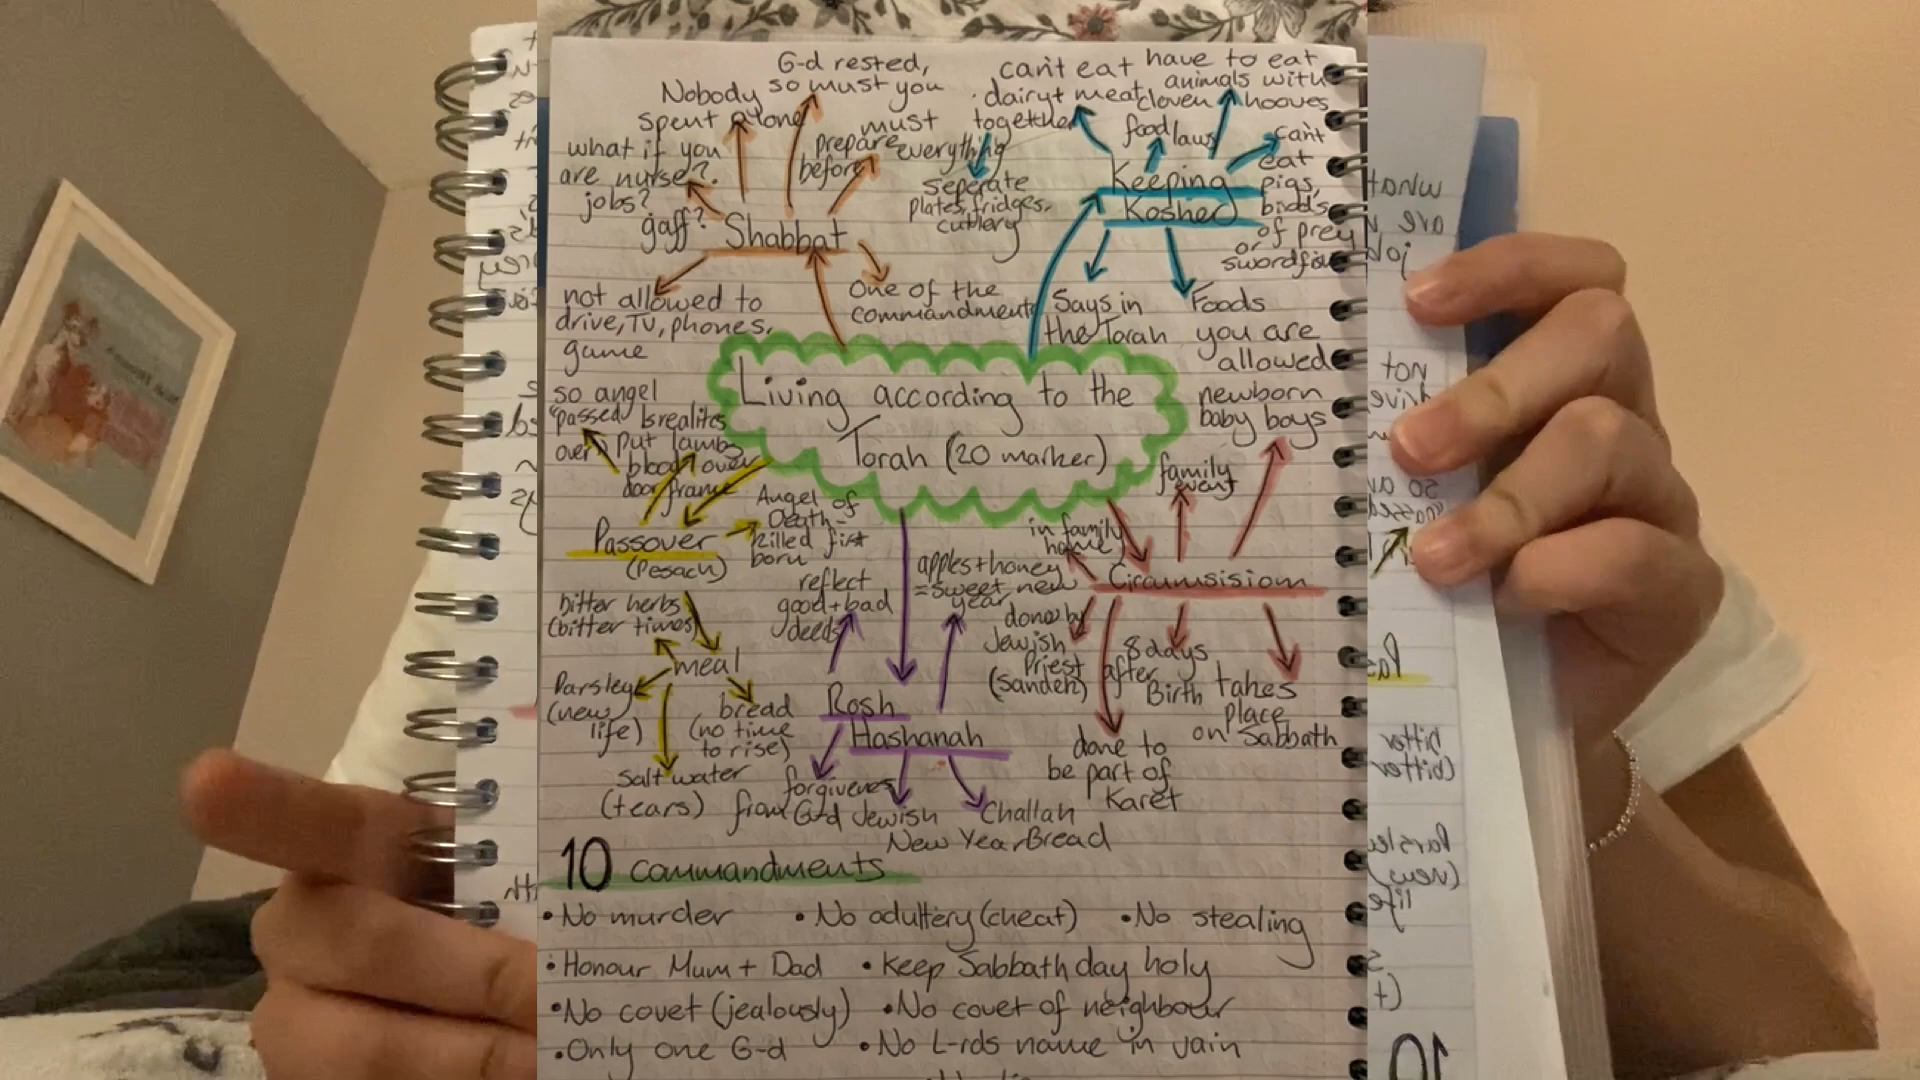 G-d rested,
so must you
Nobody
spent alone
must
prepare everything
before
what if you
are nurse?
jobs?
gaff?
Shabbat
not allowed to
drive, TV, phones,
game
One of the
commandments
can't eat
dairy + meat
together
seperate
plates, fridges,
cutlery
have to eat
animals with
cloven hooves
food laws
can't
eat
pigs,
birds
of prey
or
swordfish
Keeping
Kosher
Says in
the Torah
Foods
you are
allowed
Living according to the
Torah (20 marker)
so angel
"passed
over"
Isrealites
put lambs
blood over
door frame
Passover
(Pesach)
Angel of
Death -
killed first
born
bitter herbs
(bitter times)
meal
Parsley
(new
life)
bread
(no time
to rise)
Salt water
(tears)
reflect
good + bad
deeds
apples + honey
= sweet new
year
Rosh
Hashanah
forgiveness
from G-d
Jewish
New Year
Challah
Bread
newborn
baby boys
family
event
in family
home
Circumsision
done by
Jewish
Priest
(Sandek)
8 days
after
Birth
takes
place
on Sabbath
done to
be part of
Karet
10 commandments
• No murder • No adultery (cheat) • No stealing
• Honour Mum + Dad • Keep Sabbath day holy
• No covet (jealously) • No covet of neighbour
• Only one G-d • No L-rds name in vain